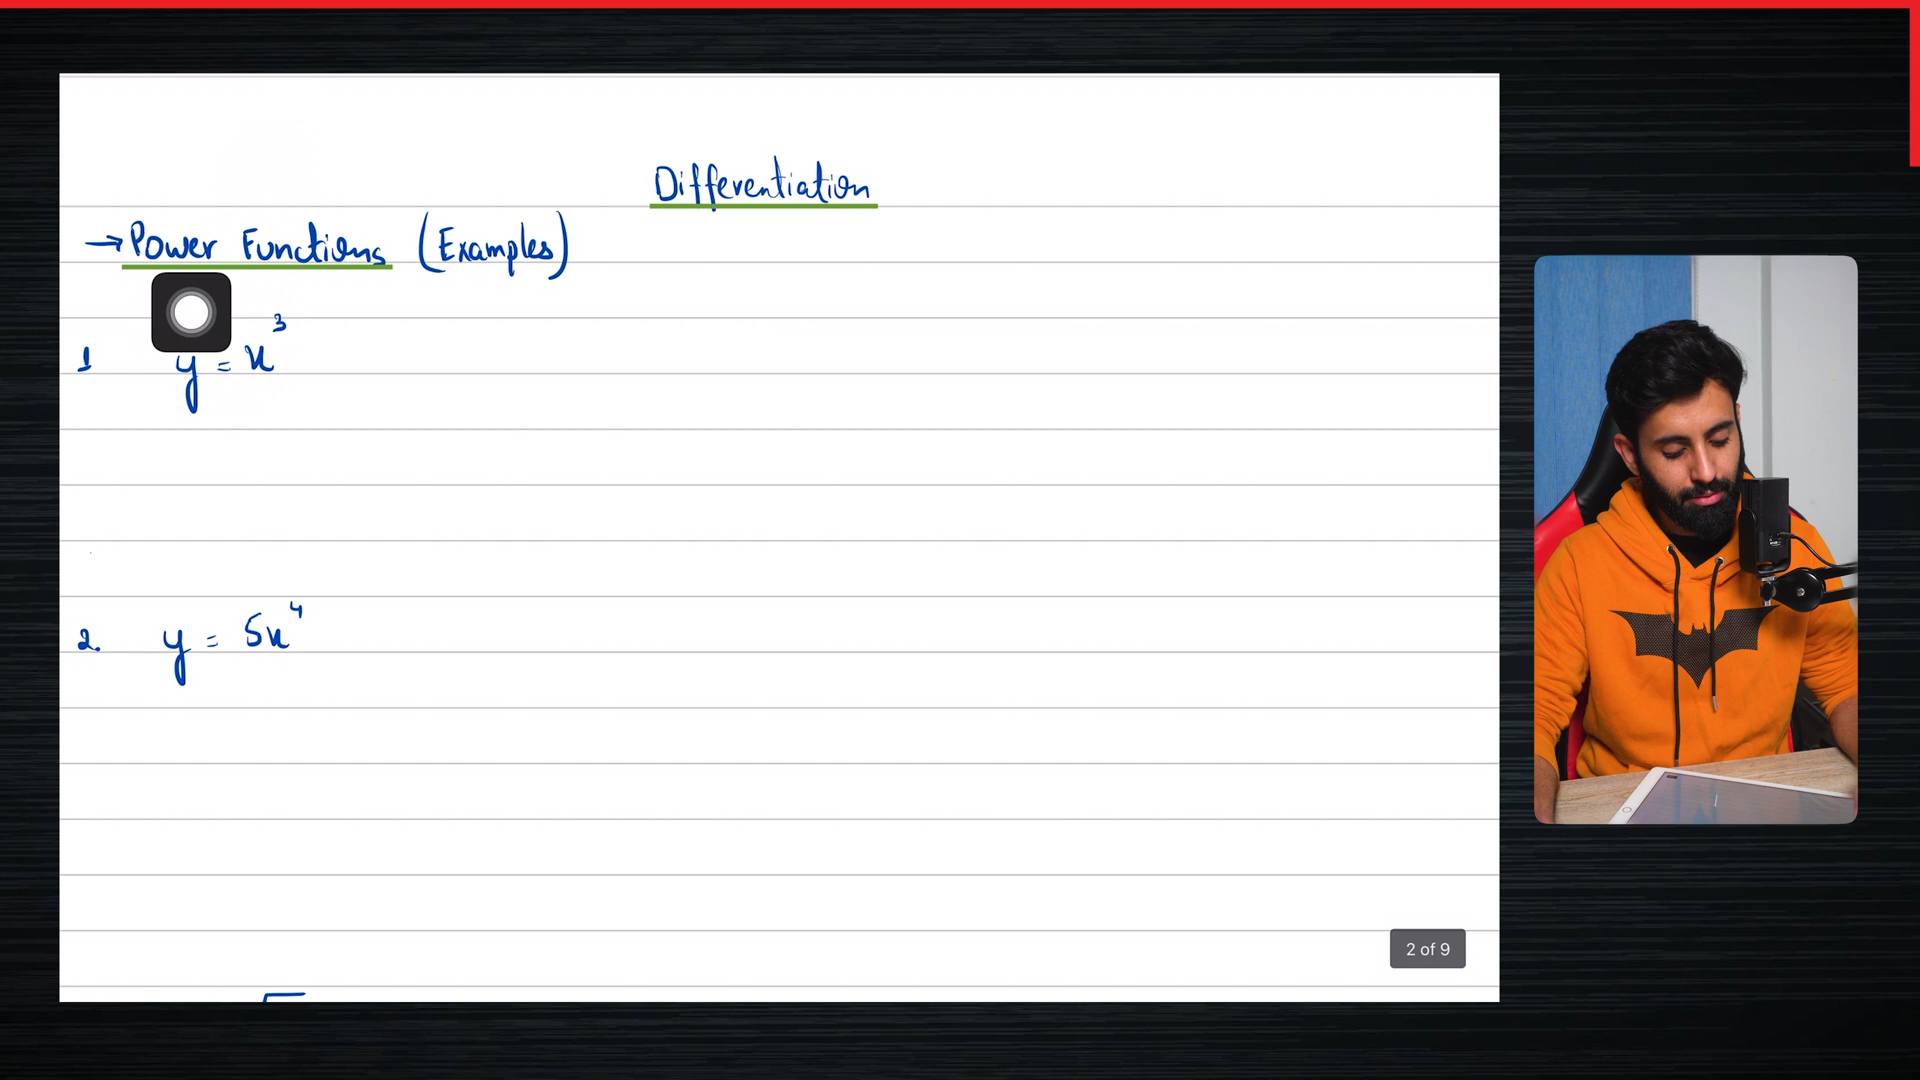 Differentiation
→Power Functions (Examples)
1 y = x³
2. y = 5x⁴
2 of 9